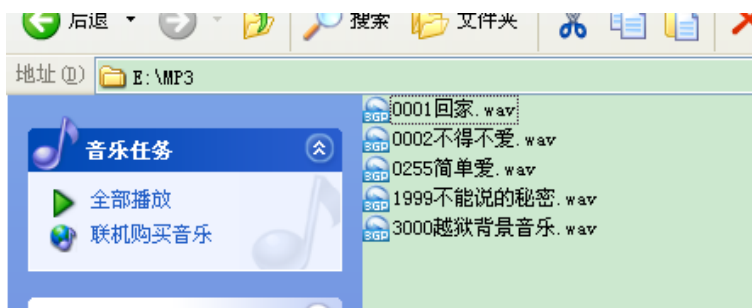 后退 搜索 文件夹
地址(D) E:\MP3
音乐任务
全部播放
联机购买音乐
0001回家.wav
0002不得不爱.wav
0255简单爱.wav
1999不能说的秘密.wav
3000越狱背景音乐.wav